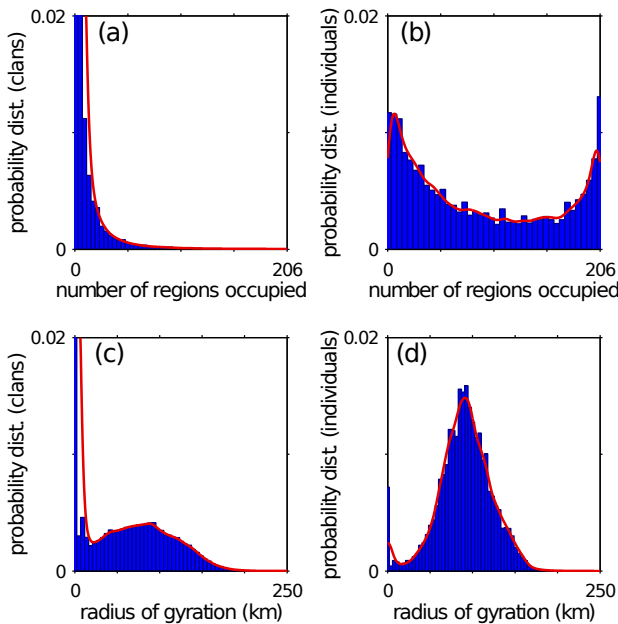 (a)
0.02
probability dist. (clans)
0
0
206
number of regions occupied
(b)
0.02
probability dist. (individuals)
0
0
206
number of regions occupied
(c)
0.02
probability dist. (clans)
0
0
250
radius of gyration (km)
(d)
0.02
probability dist. (individuals)
0
0
250
radius of gyration (km)